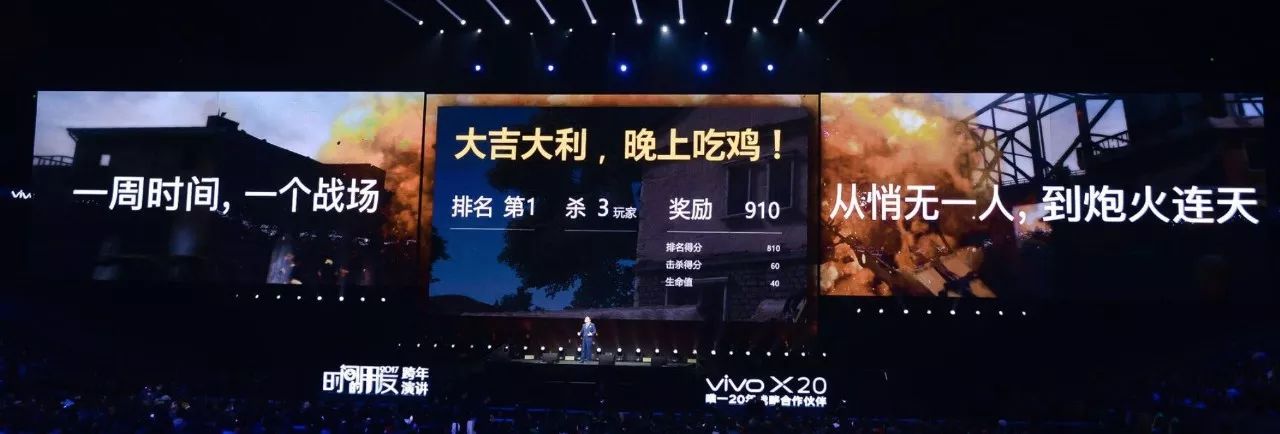 一周时间，一个战场
大吉大利，晚上吃鸡！
排名 第1 杀 3 玩家 奖励 910
排名得分 810
击杀得分 60
生命值 40
从悄无一人，到炮火连天
时间的朋友 2017 跨年演讲
vivo X20
唯一20年战略合作伙伴